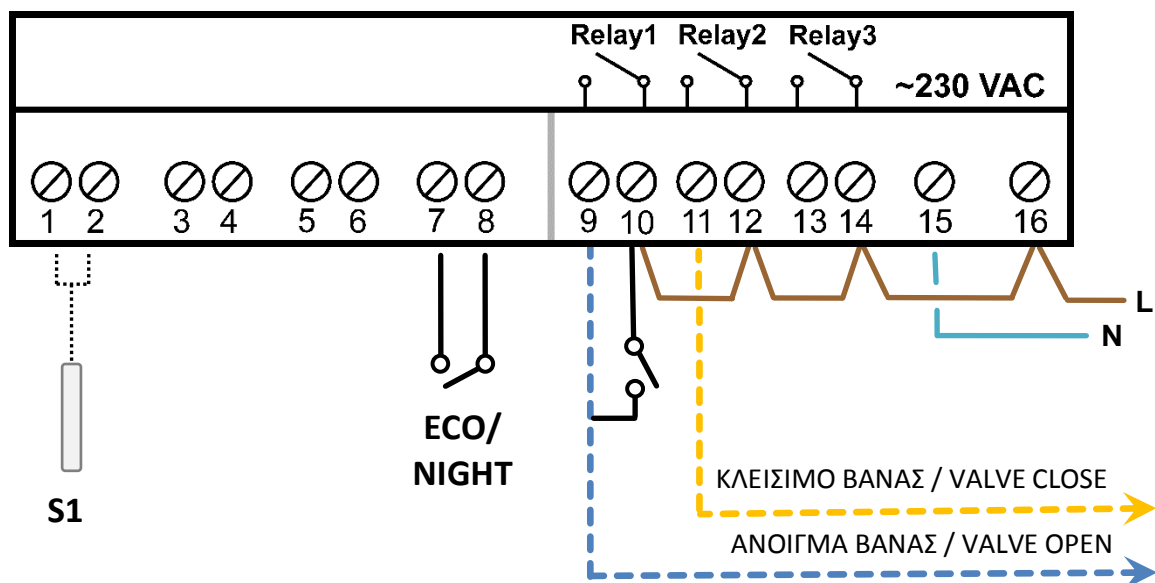 Relay1 Relay2 Relay3
~230 VAC
1 2 3 4 5 6 7 8 9 10 11 12 13 14 15 16
L
N
ECO/
NIGHT
S1
ΚΛΕΙΣΙΜΟ ΒΑΝΑΣ / VALVE CLOSE
ΑΝΟΙΓΜΑ ΒΑΝΑΣ / VALVE OPEN